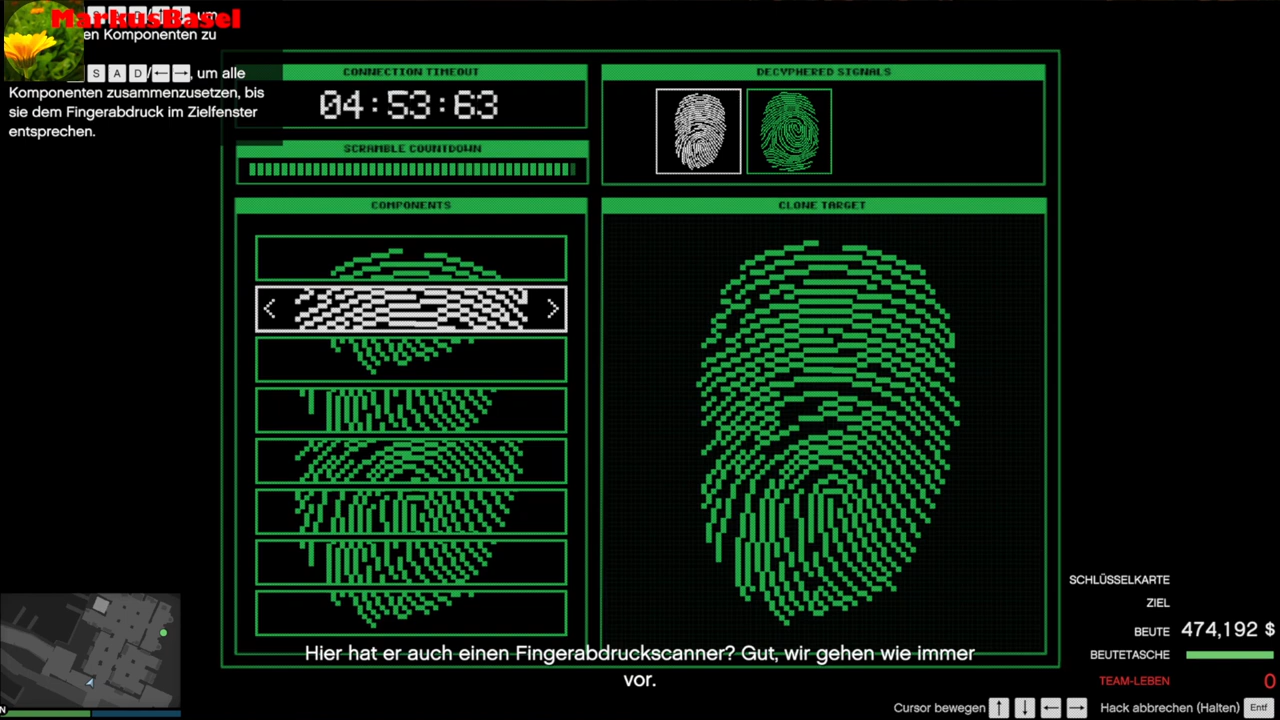 MarkusBasel
S A D / ← →, um
en Komponenten zu
S A D / ← →, um alle
Komponenten zusammenzusetzen, bis
sie dem Fingerabdruck im Zielfenster
entsprechen.
CONNECTION TIMEOUT
04:53:63
SCRAMBLE COUNTDOWN
DECYPHERED SIGNALS
COMPONENTS
CLONE TARGET
< >
Hier hat er auch einen Fingerabdruckscanner? Gut, wir gehen wie immer
vor.
SCHLÜSSELKARTE
ZIEL
BEUTE 474,192 $
BEUTETASCHE
TEAM-LEBEN 0
N
Cursor bewegen ↑ ↓ ← → Hack abbrechen (Halten) Entf